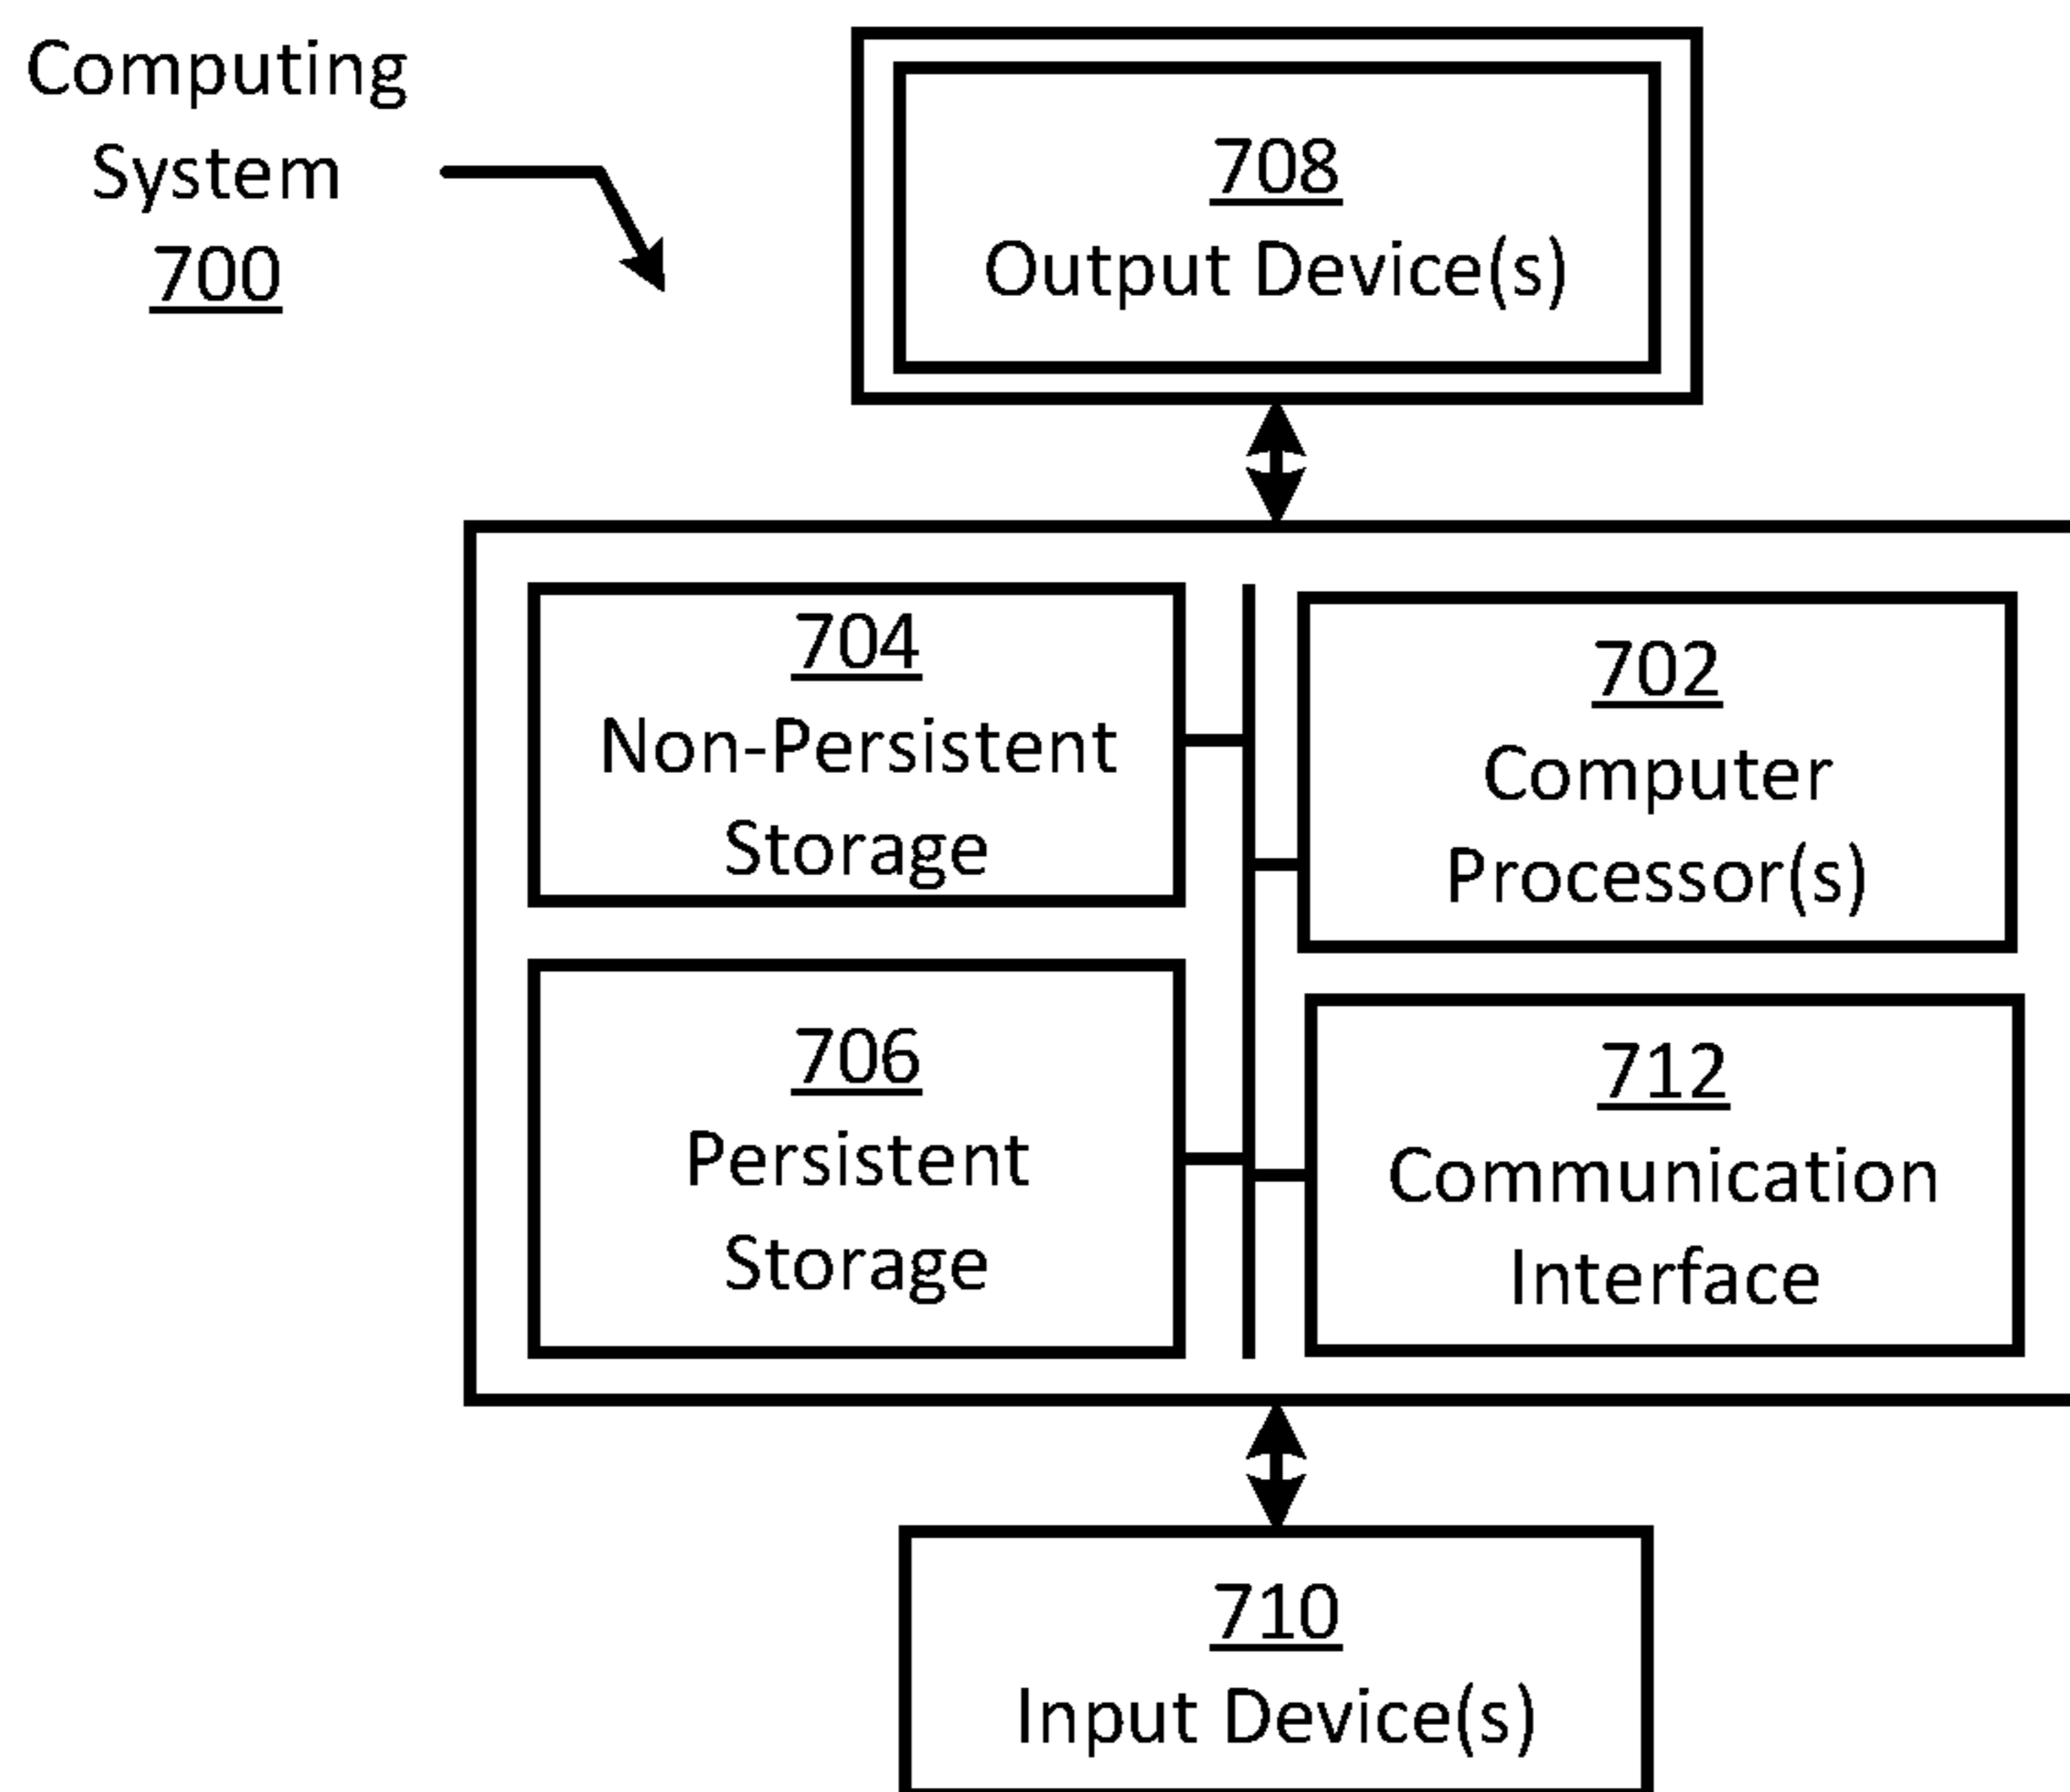 Computing
System
700
708
Output Device(s)
704
Non-Persistent
Storage
702
Computer
Processor(s)
706
Persistent
Storage
712
Communication
Interface
710
Input Device(s)